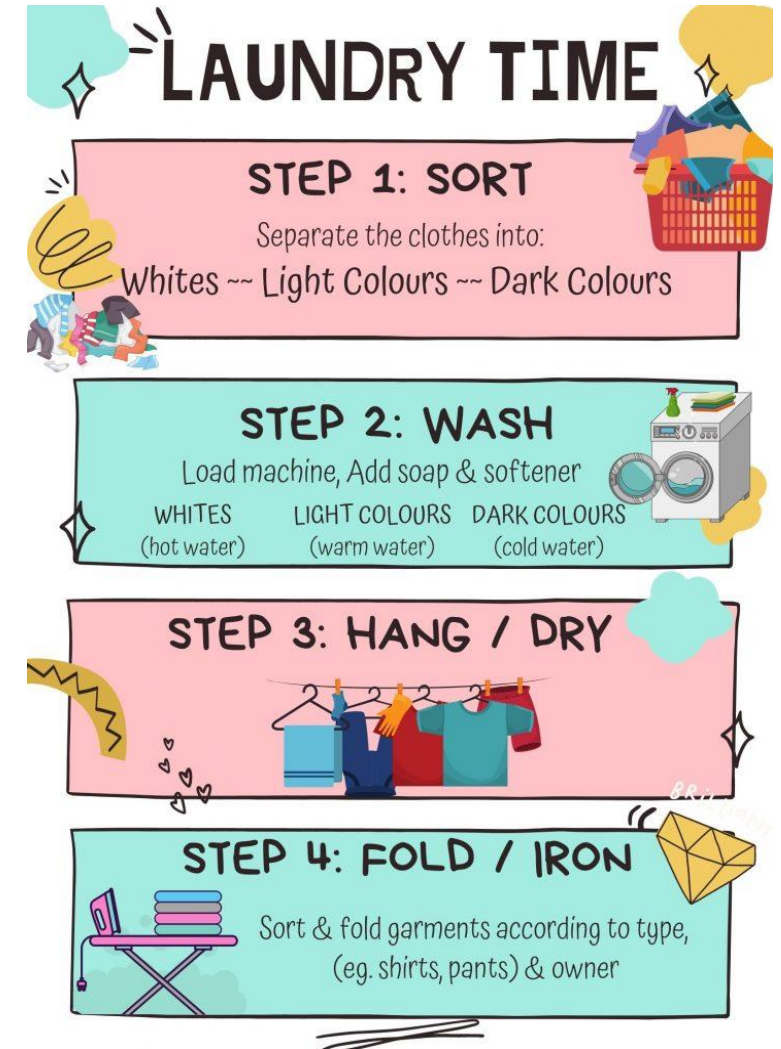 LAUNDRY TIME
STEP 1: SORT
Separate the clothes into:
Whites ~~ Light Colours ~~ Dark Colours
STEP 2: WASH
Load machine, Add soap & softener
WHITES LIGHT COLOURS DARK COLOURS
(hot water) (warm water) (cold water)
STEP 3: HANG / DRY
BRILLIANT
STEP 4: FOLD / IRON
Sort & fold garments according to type,
(eg. shirts, pants) & owner